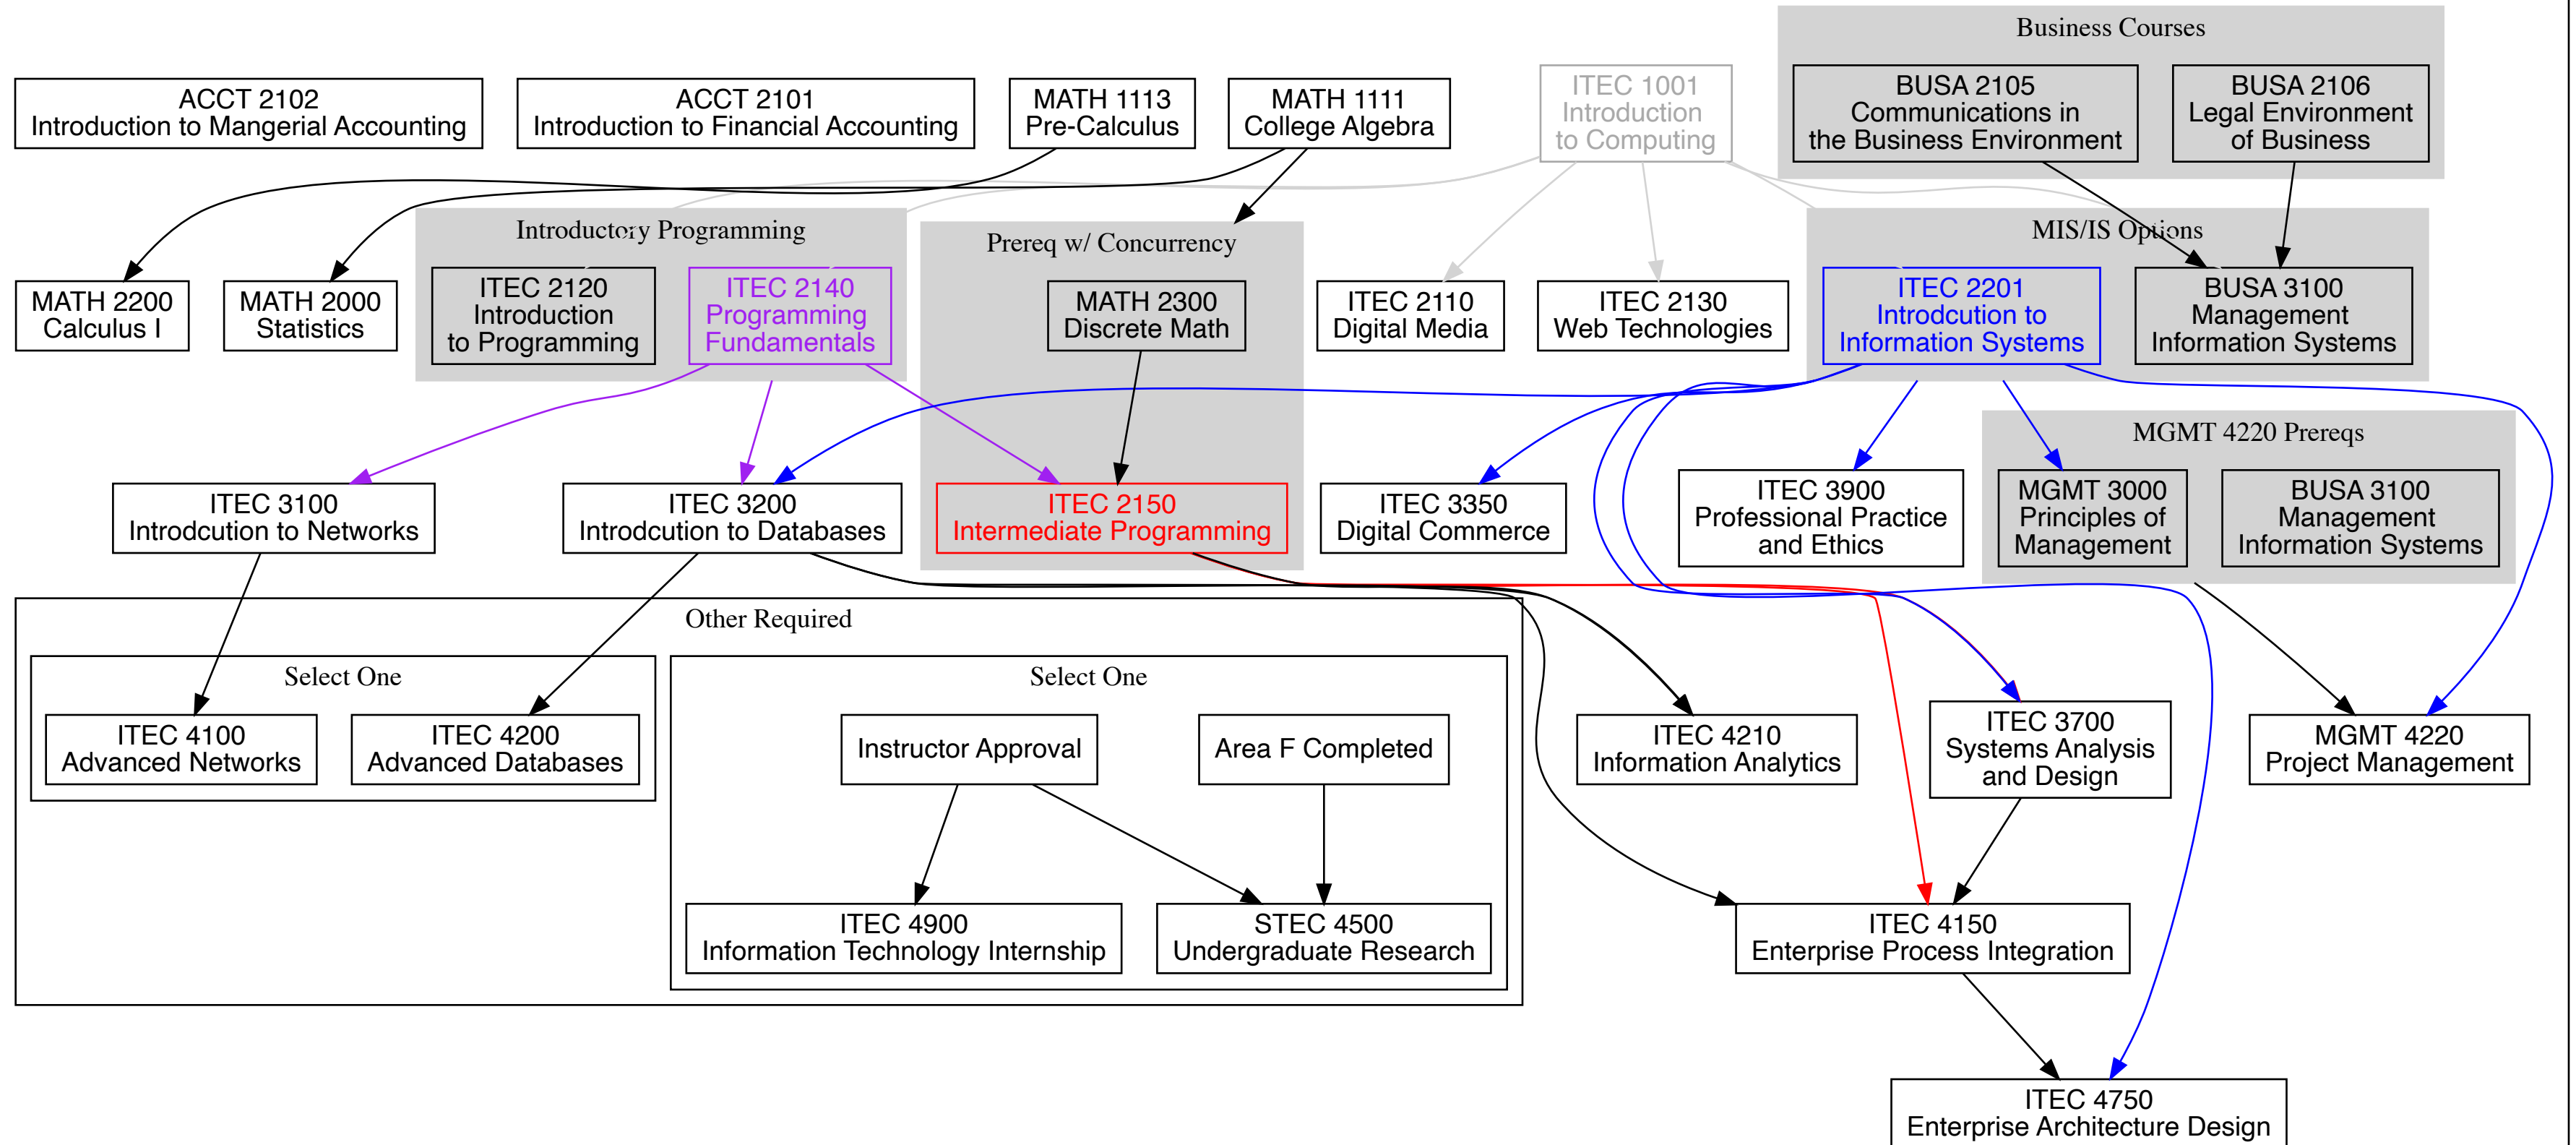 Business Courses
ACCT 2102
Introduction to Mangerial Accounting
ACCT 2101
Introduction to Financial Accounting
MATH 1113
Pre-Calculus
MATH 1111
College Algebra
ITEC 1001
Introduction
to Computing
BUSA 2105
Communications in
the Business Environment
BUSA 2106
Legal Environment
of Business
Introductory Programming
Prereq w/ Concurrency
MIS/IS Options
MATH 2200
Calculus I
MATH 2000
Statistics
ITEC 2120
Introduction
to Programming
ITEC 2140
Programming
Fundamentals
MATH 2300
Discrete Math
ITEC 2110
Digital Media
ITEC 2130
Web Technologies
ITEC 2201
Introdcution to
Information Systems
BUSA 3100
Management
Information Systems
MGMT 4220 Prereqs
ITEC 3100
Introdcution to Networks
ITEC 3200
Introdcution to Databases
ITEC 2150
Intermediate Programming
ITEC 3350
Digital Commerce
ITEC 3900
Professional Practice
and Ethics
MGMT 3000
Principles of
Management
BUSA 3100
Management
Information Systems
Other Required
Select One
Select One
ITEC 4100
Advanced Networks
ITEC 4200
Advanced Databases
Instructor Approval
Area F Completed
ITEC 4210
Information Analytics
ITEC 3700
Systems Analysis
and Design
MGMT 4220
Project Management
ITEC 4900
Information Technology Internship
STEC 4500
Undergraduate Research
ITEC 4150
Enterprise Process Integration
ITEC 4750
Enterprise Architecture Design